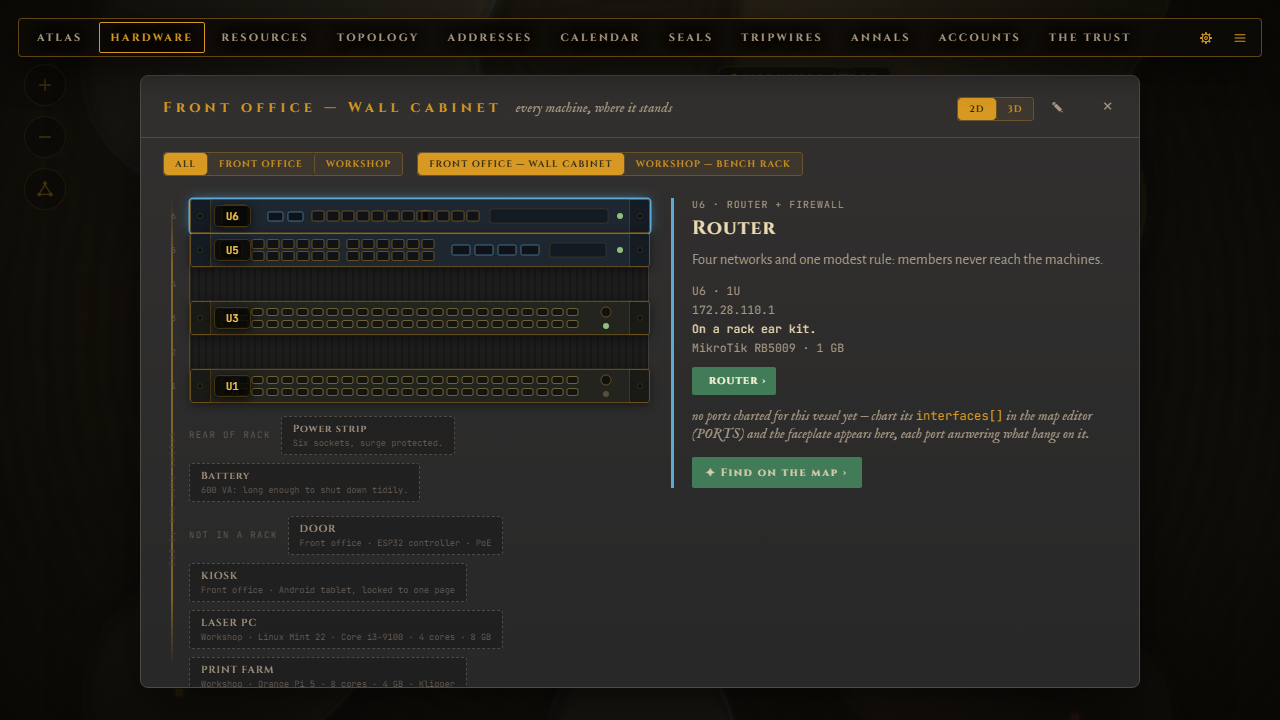 ATLAS HARDWARE RESOURCES TOPOLOGY ADDRESSES CALENDAR SEALS TRIPWIRES ANNALS ACCOUNTS THE TRUST
Front office — Wall cabinet every machine, where it stands 2D 3D ×
ALL FRONT OFFICE WORKSHOP FRONT OFFICE — WALL CABINET WORKSHOP — BENCH RACK
6 U6
5 U5
4
3 U3
2
1 U1
REAR OF RACK
Power strip
Six sockets, surge protected.
Battery
600 VA: long enough to shut down tidily.
NOT IN A RACK
DOOR
Front office · ESP32 controller · PoE
KIOSK
Front office · Android tablet, locked to one page
LASER PC
Workshop · Linux Mint 22 · Core i3-9100 · 4 cores · 8 GB
PRINT FARM
Workshop · Orange Pi 5 · 8 cores · 4 GB · Klipper
U6 · ROUTER + FIREWALL
Router
Four networks and one modest rule: members never reach the machines.
U6 · 1U
172.28.110.1
On a rack ear kit.
MikroTik RB5009 · 1 GB
ROUTER ›
no ports charted for this vessel yet — chart its interfaces[] in the map editor
(PORTS) and the faceplate appears here, each port answering what hangs on it.
✦ Find on the map ›